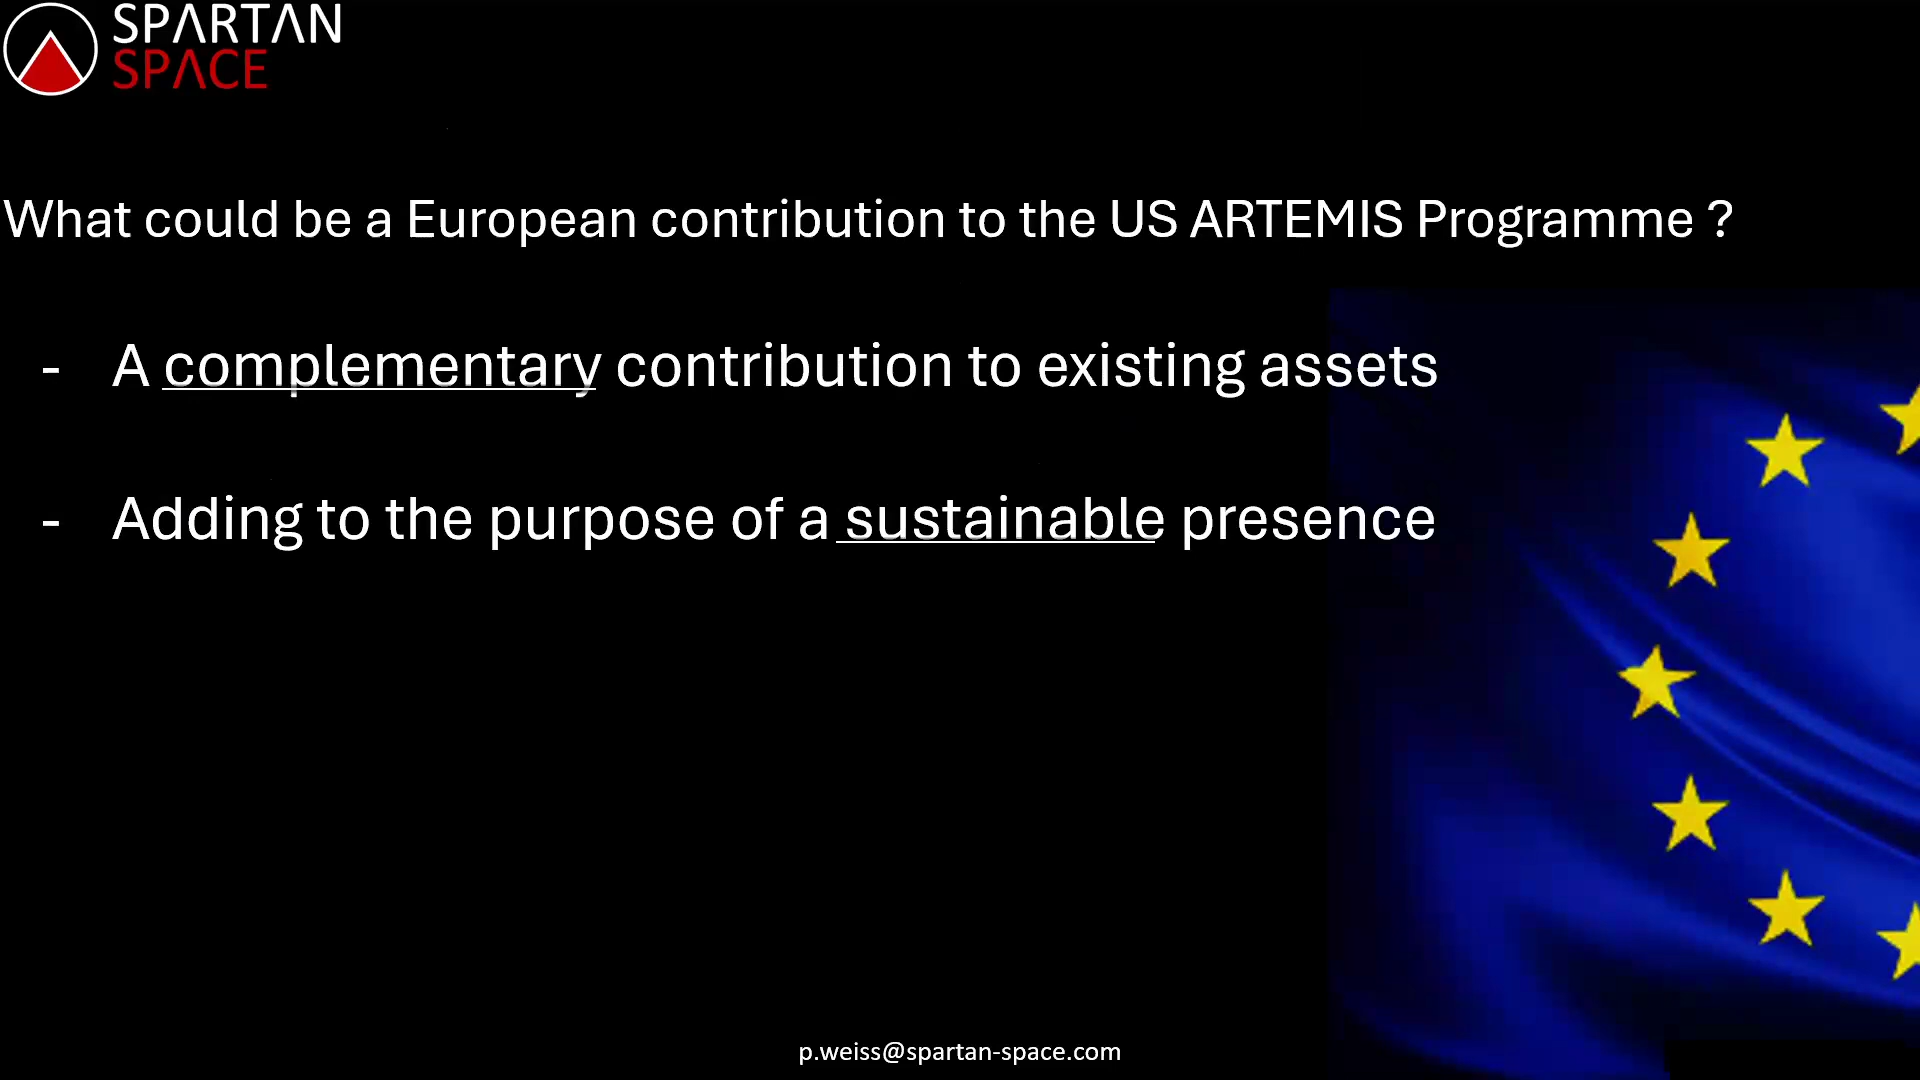 SPARTAN
SPACE
What could be a European contribution to the US ARTEMIS Programme ?
- A complementary contribution to existing assets
- Adding to the purpose of a sustainable presence
p.weiss@spartan-space.com